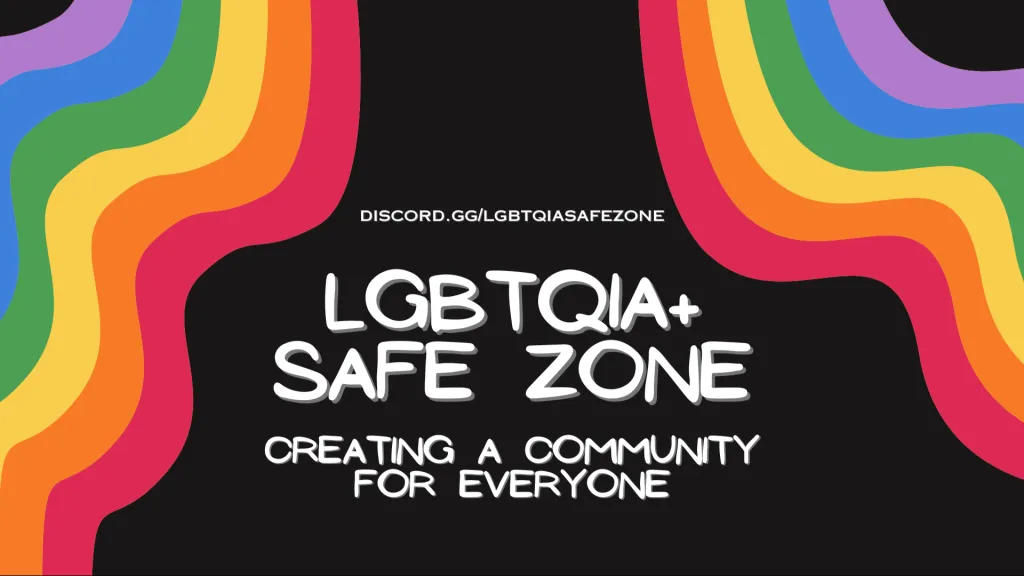 DISCORD.GG/LGBTQIASAFEZONE
LGBTQIA+
SAFE ZONE
CREATING A COMMUNITY
FOR EVERYONE